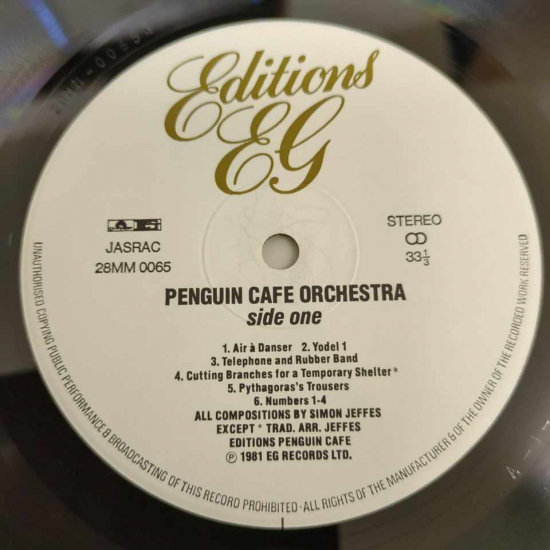 Editions
EG
JASRAC
28MM 0065
STEREO
33 1/3
PENGUIN CAFE ORCHESTRA
side one
1. Air à Danser 2. Yodel 1
3. Telephone and Rubber Band
4. Cutting Branches for a Temporary Shelter*
5. Pythagoras's Trousers
6. Numbers 1-4
ALL COMPOSITIONS BY SIMON JEFFES
EXCEPT * TRAD. ARR. JEFFES
EDITIONS PENGUIN CAFE
Ⓟ 1981 EG RECORDS LTD.
UNAUTHORISED COPYING PUBLIC PERFORMANCE & BROADCASTING OF THIS RECORD PROHIBITED · ALL RIGHTS OF THE MANUFACTURER & OF THE OWNER OF THE RECORDED WORK RESERVED